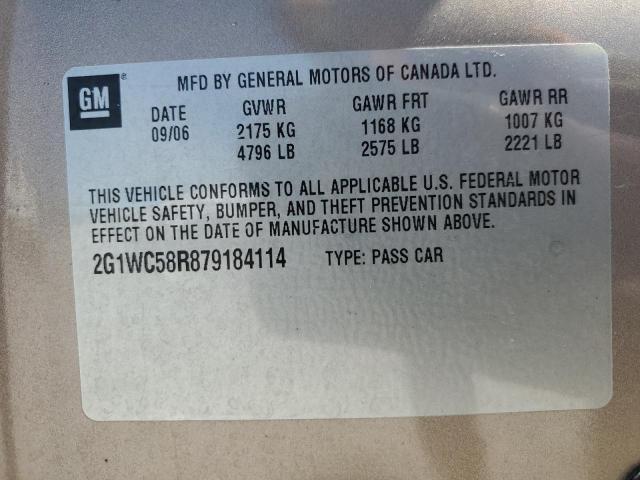 GM®
MFD BY GENERAL MOTORS OF CANADA LTD.
DATE GVWR GAWR FRT GAWR RR
09/06 2175 KG 1168 KG 1007 KG
4796 LB 2575 LB 2221 LB
THIS VEHICLE CONFORMS TO ALL APPLICABLE U.S. FEDERAL MOTOR
VEHICLE SAFETY, BUMPER, AND THEFT PREVENTION STANDARDS IN
EFFECT ON THE DATE OF MANUFACTURE SHOWN ABOVE.
2G1WC58R879184114 TYPE: PASS CAR